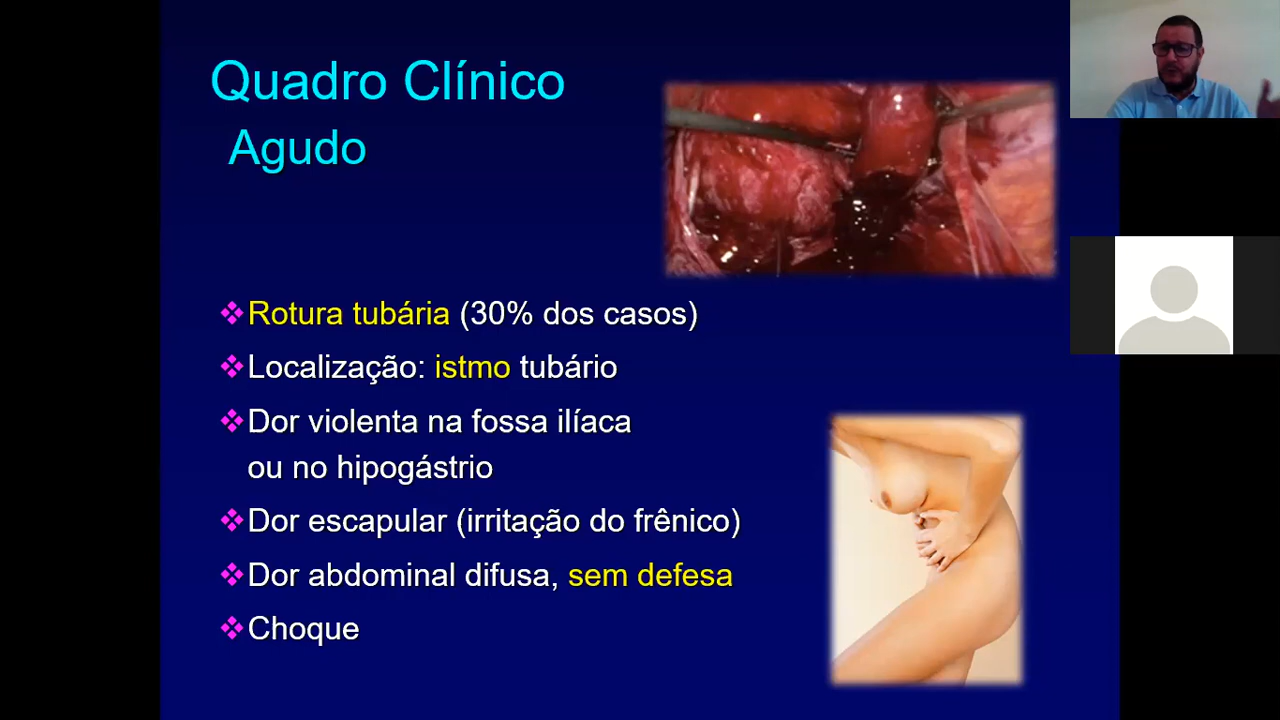 Quadro Clínico
Agudo
Rotura tubária (30% dos casos)
Localização: istmo tubário
Dor violenta na fossa ilíaca
ou no hipogástrio
Dor escapular (irritação do frênico)
Dor abdominal difusa, sem defesa
Choque